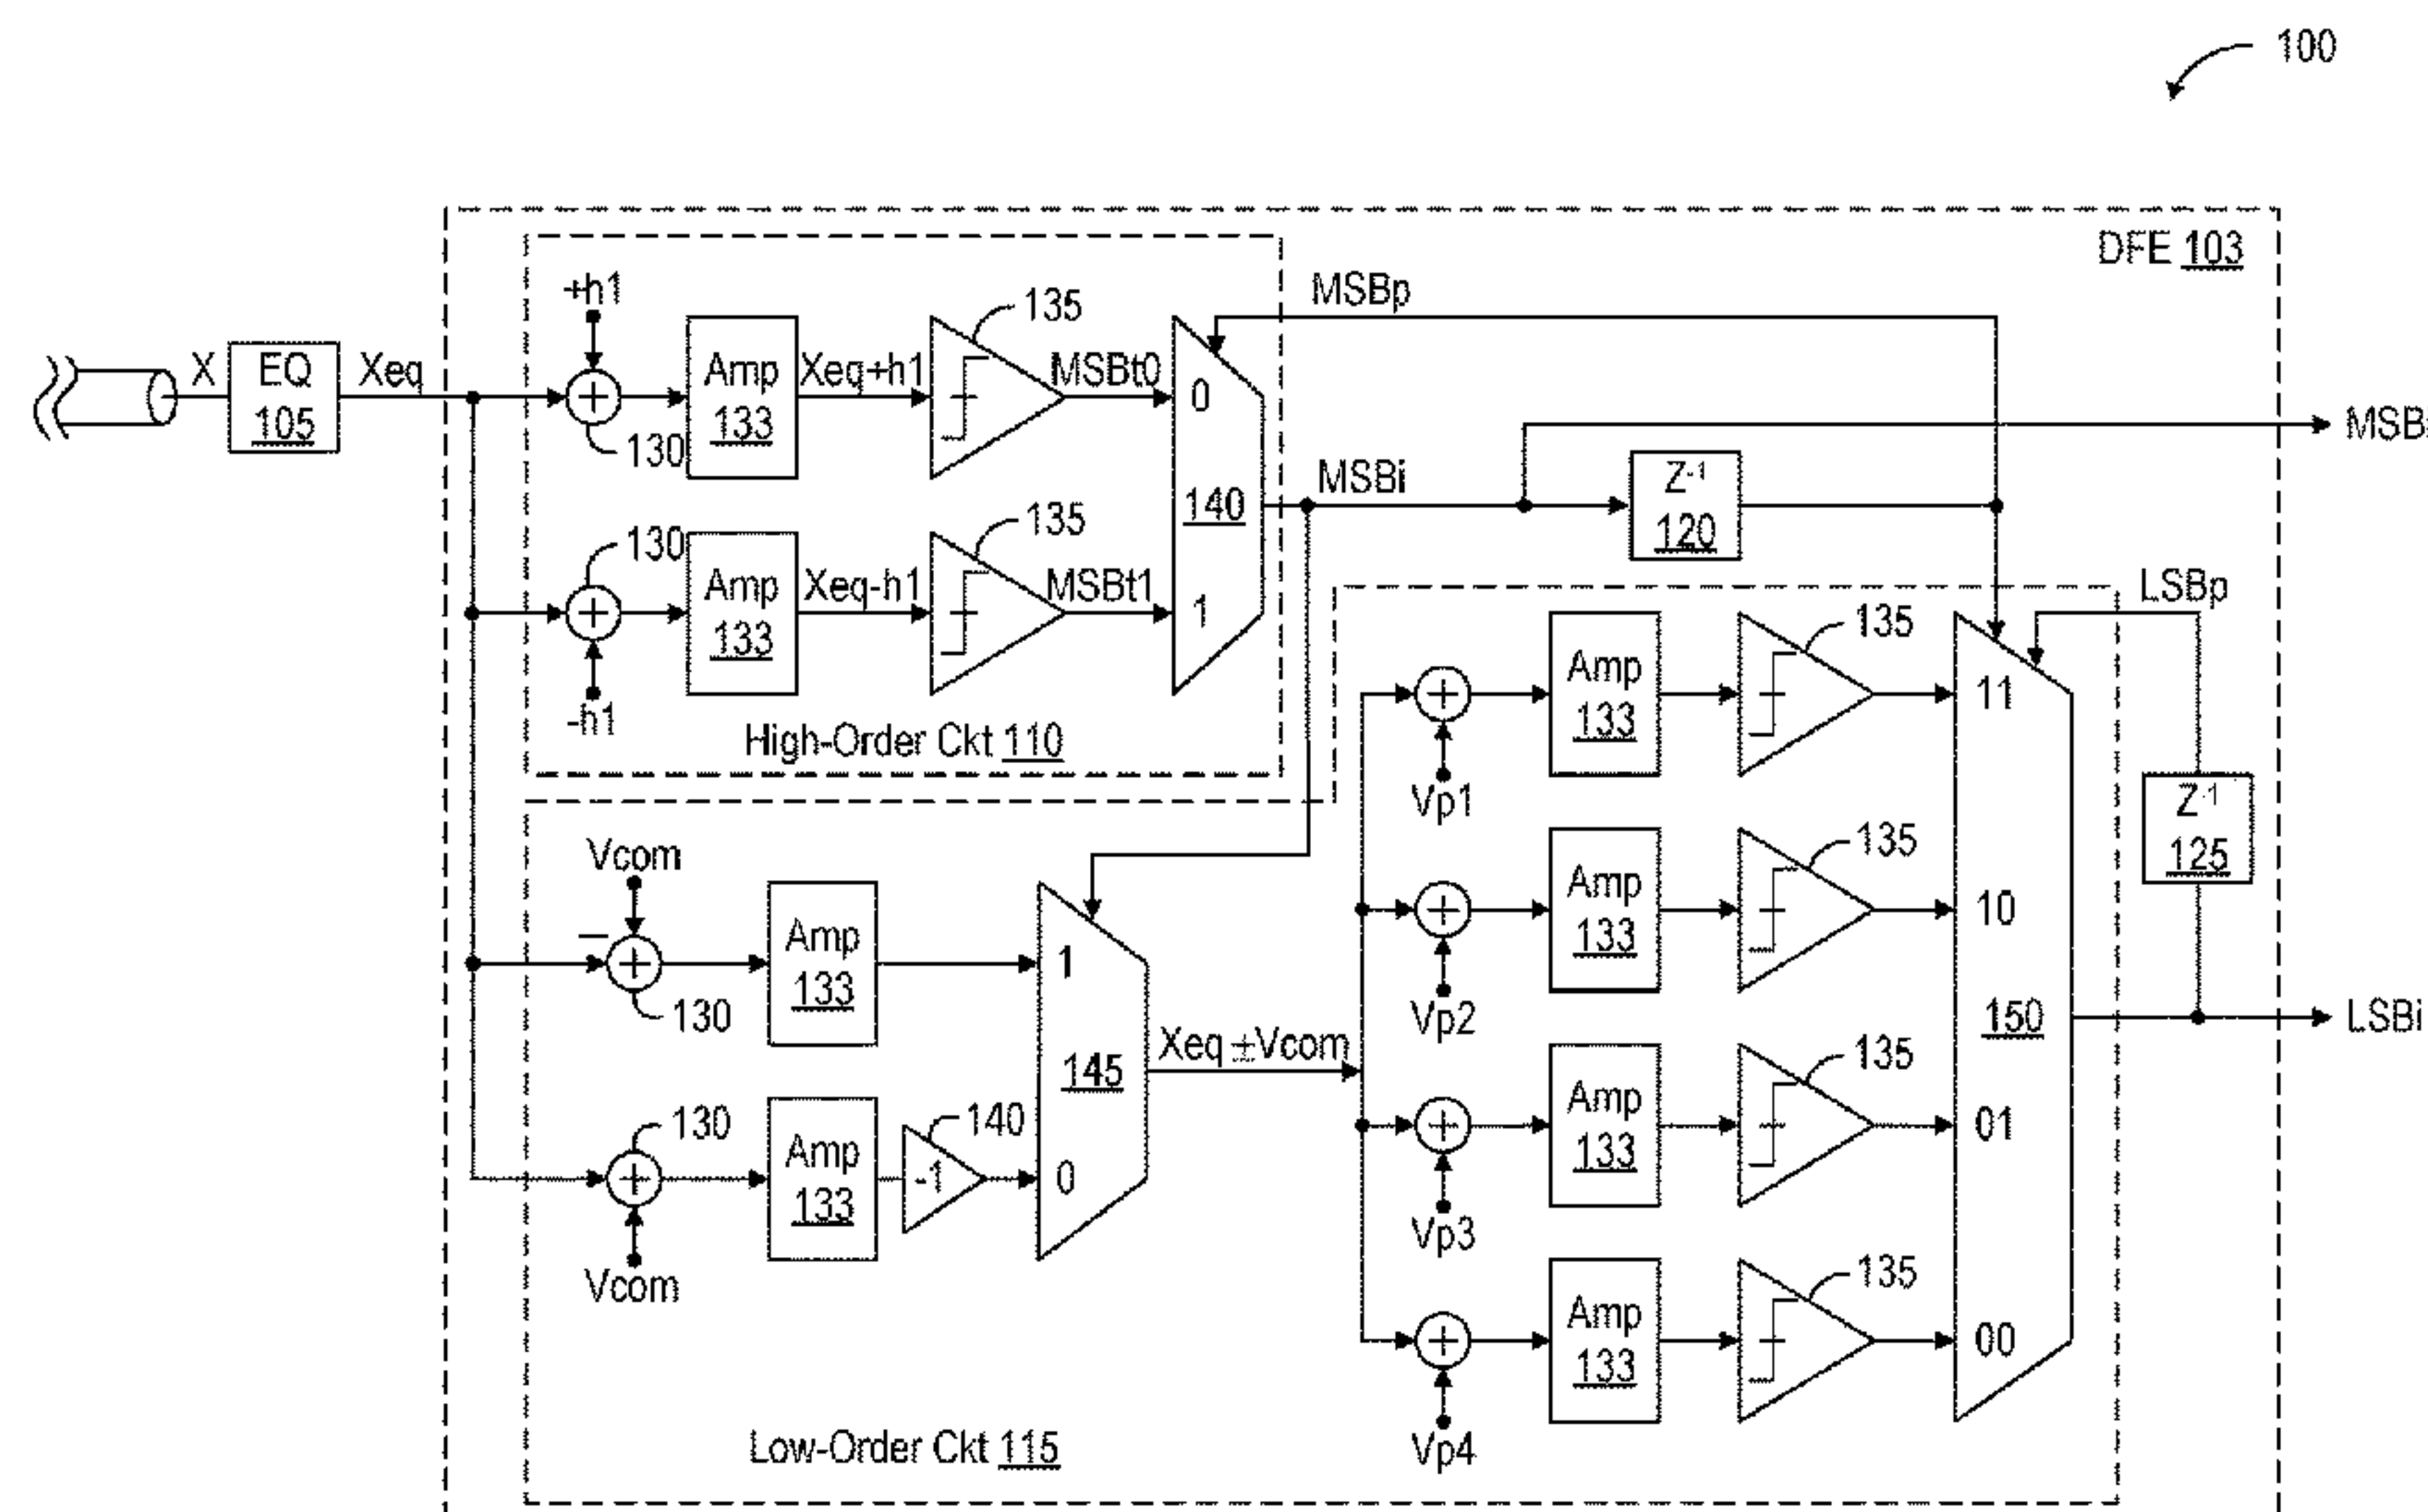 100
DFE 103
+h1
MSBp
135
X
EQ
105
Xeq
Amp
133
Xeq+h1
MSBt0
0
130
MSBi
MSBi
140
Z-1
120
130
135
Amp
133
Xeq-h1
MSBt1
1
-h1
High-Order Ckt 110
LSBp
135
Amp
133
11
Vp1
Z-1
125
Vcom
135
Amp
133
10
Vp2
–
Amp
133
1
130
150
LSBi
Xeq ±Vcom
145
135
Amp
133
01
Vp3
130
Amp
133
140
-1
0
Vcom
135
Amp
133
00
Vp4
Low-Order Ckt 115